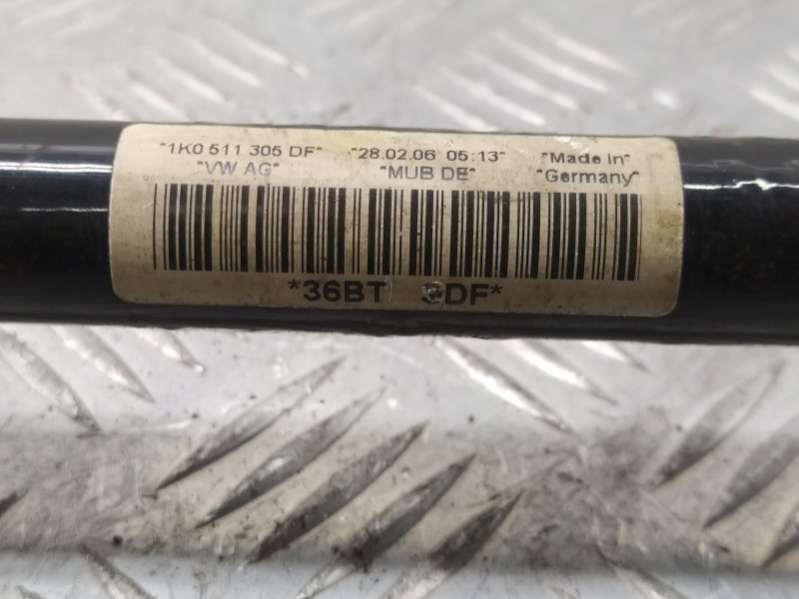 "1K0 511 305 DF" "28.02.06 05:13" "Made in"
"VW AG" "MUB DE" "Germany"
*36BT DF*